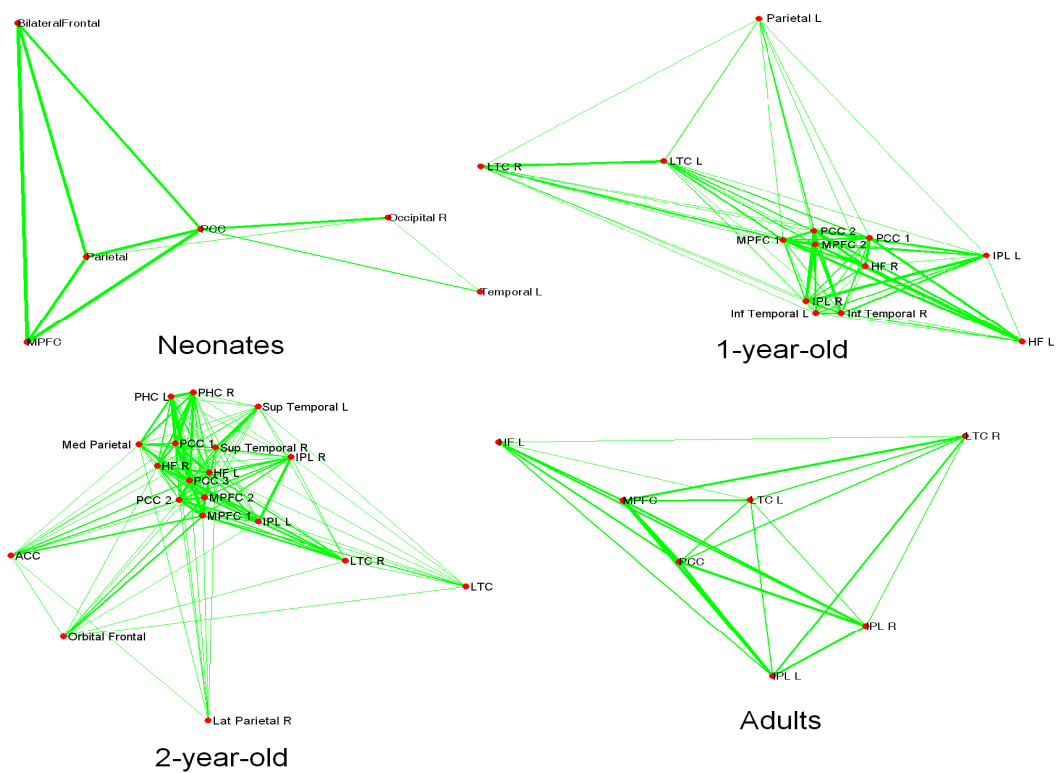 BilateralFrontal
PCC
Occipital R
Parietal
Temporal L
MPFC
Neonates
Parietal L
LTC R
LTC L
PCC 2
MPFC 1
MPFC 2
PCC 1
IPL L
HF R
IPL R
Inf Temporal L
Inf Temporal R
HF L
1-year-old
PHC L
PHC R
Sup Temporal L
Med Parietal
PCC 1
Sup Temporal R
IPL R
HF R
HF L
PCC 3
PCC 2
MPFC 2
MPFC 1
IPL L
ACC
LTC R
LTC
Orbital Frontal
Lat Parietal R
2-year-old
HF L
LTC R
MPFC
LTC L
PCC
IPL R
IPL L
Adults